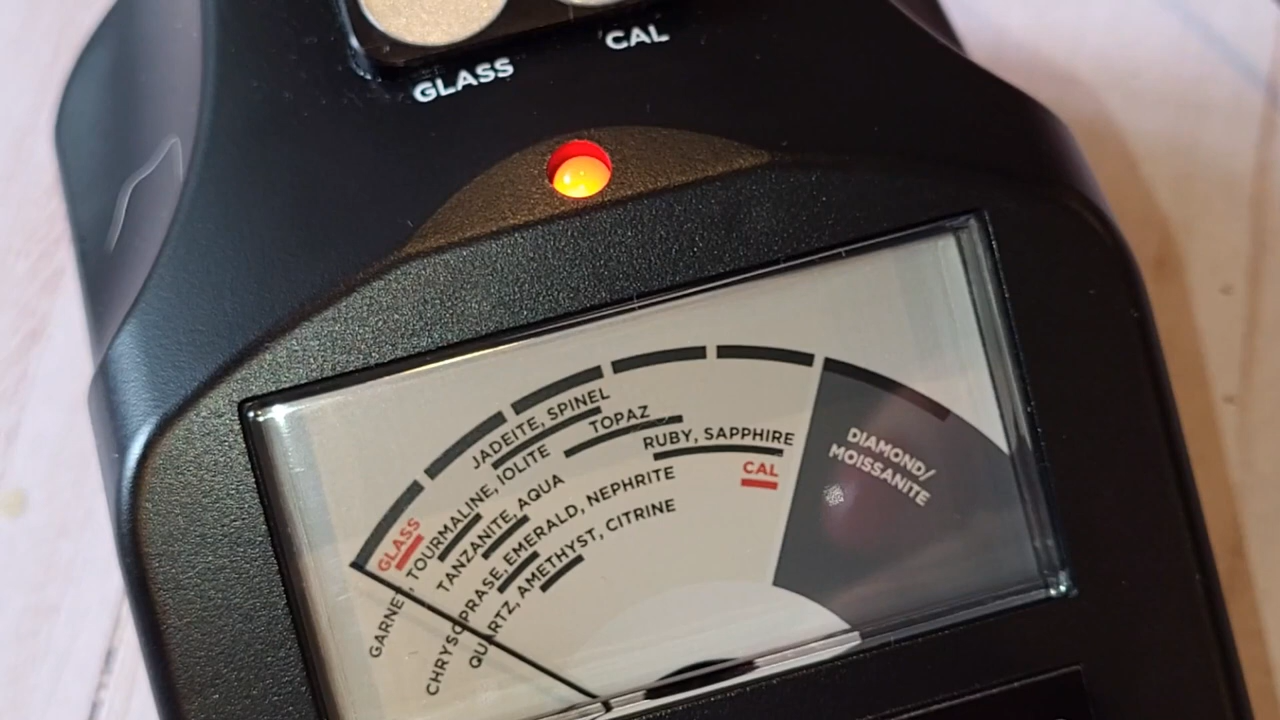 CAL
GLASS
JADEITE, SPINEL
TOPAZ
RUBY, SAPPHIRE
CAL
DIAMOND/
MOISSANITE
GLASS
GARNET, TOURMALINE, IOLITE
TANZANITE, AQUA
CHRYSOPRASE, EMERALD, NEPHRITE
QUARTZ, AMETHYST, CITRINE